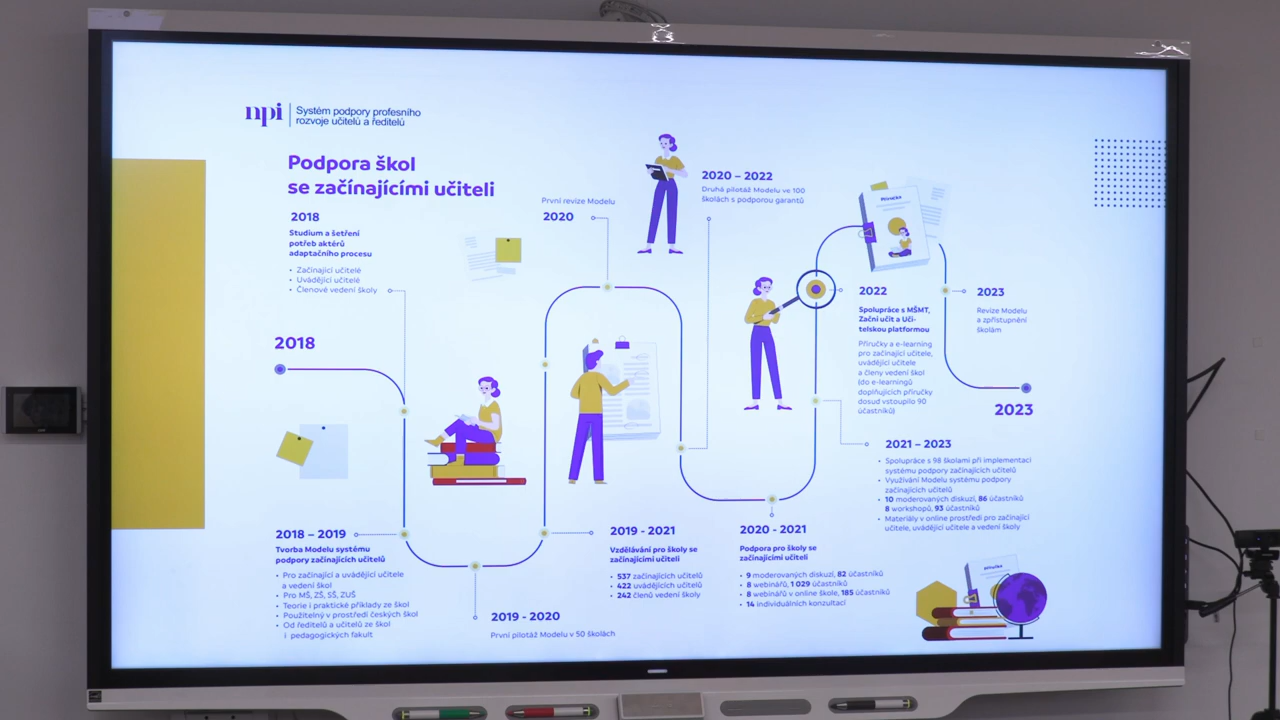 npi
Systém podpory profesního
rozvoje učitelů a ředitelů
Podpora škol
se začínajícími učiteli
2018
Studium a šetření
potřeb aktérů
adaptačního procesu
• Začínající učitelé
• Uvádějící učitelé
• Členové vedení školy
2018
2018 – 2019
Tvorba Modelu systému
podpory začínajících učitelů
• Pro začínající a uvádějící učitele
a vedení škol
• Pro MŠ, ZŠ, SŠ, ZUŠ
• Teorie i praktické příklady ze škol
• Použitelný v prostředí českých škol
• Od ředitelů a učitelů ze škol
i pedagogických fakult
2019 - 2020
První pilotáž Modelu v 50 školách
První revize Modelu
2020
2019 - 2021
Vzdělávání pro školy se
začínajícími učiteli
• 537 začínajících učitelů
• 422 uvádějících učitelů
• 242 členů vedení školy
2020 – 2022
Druhá pilotáž Modelu ve 100
školách s podporou garantů
2020 - 2021
Podpora pro školy se
začínajícími učiteli
• 9 moderovaných diskuzí, 82 účastníků
• 8 webinářů, 1 029 účastníků
• 8 webinářů v online škole, 185 účastníků
• 14 individuálních konzultací
Příručka
2022
Spolupráce s MŠMT,
Začni učit a Uči-
telskou platformou
Příručky a e-learning
pro začínající učitele,
uvádějící učitele
a členy vedení škol
(do e-learningů
doplňujících příručky
dosud vstoupilo 90
účastníků)
2021 – 2023
• Spolupráce s 98 školami při implementaci
systému podpory začínajících učitelů
• Využívání Modelu systému podpory
začínajících učitelů
• 10 moderovaných diskuzí, 86 účastníků
8 workshopů, 93 účastníků
• Materiály v online prostředí pro začínající
učitele, uvádějící učitele a vedení školy
2023
Revize Modelu
a zpřístupnění
školám
2023
Příručka